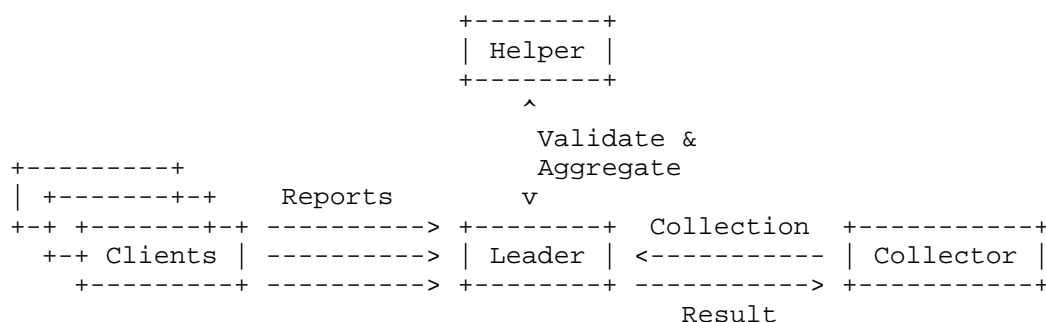 Helper
Validate &
Aggregate
Reports
Collection
Clients
Leader
Collector
Result